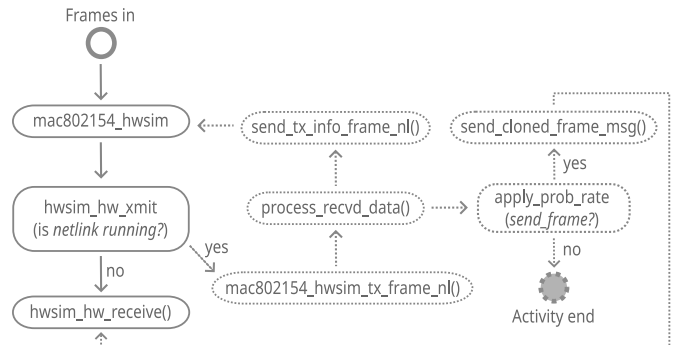 Frames in
mac802154_hwsim
send_tx_info_frame_nl()
send_cloned_frame_msg()
yes
hwsim_hw_xmit
(is netlink running?)
process_recvd_data()
apply_prob_rate
(send_frame?)
yes
no
no
mac802154_hwsim_tx_frame_nl()
hwsim_hw_receive()
Activity end